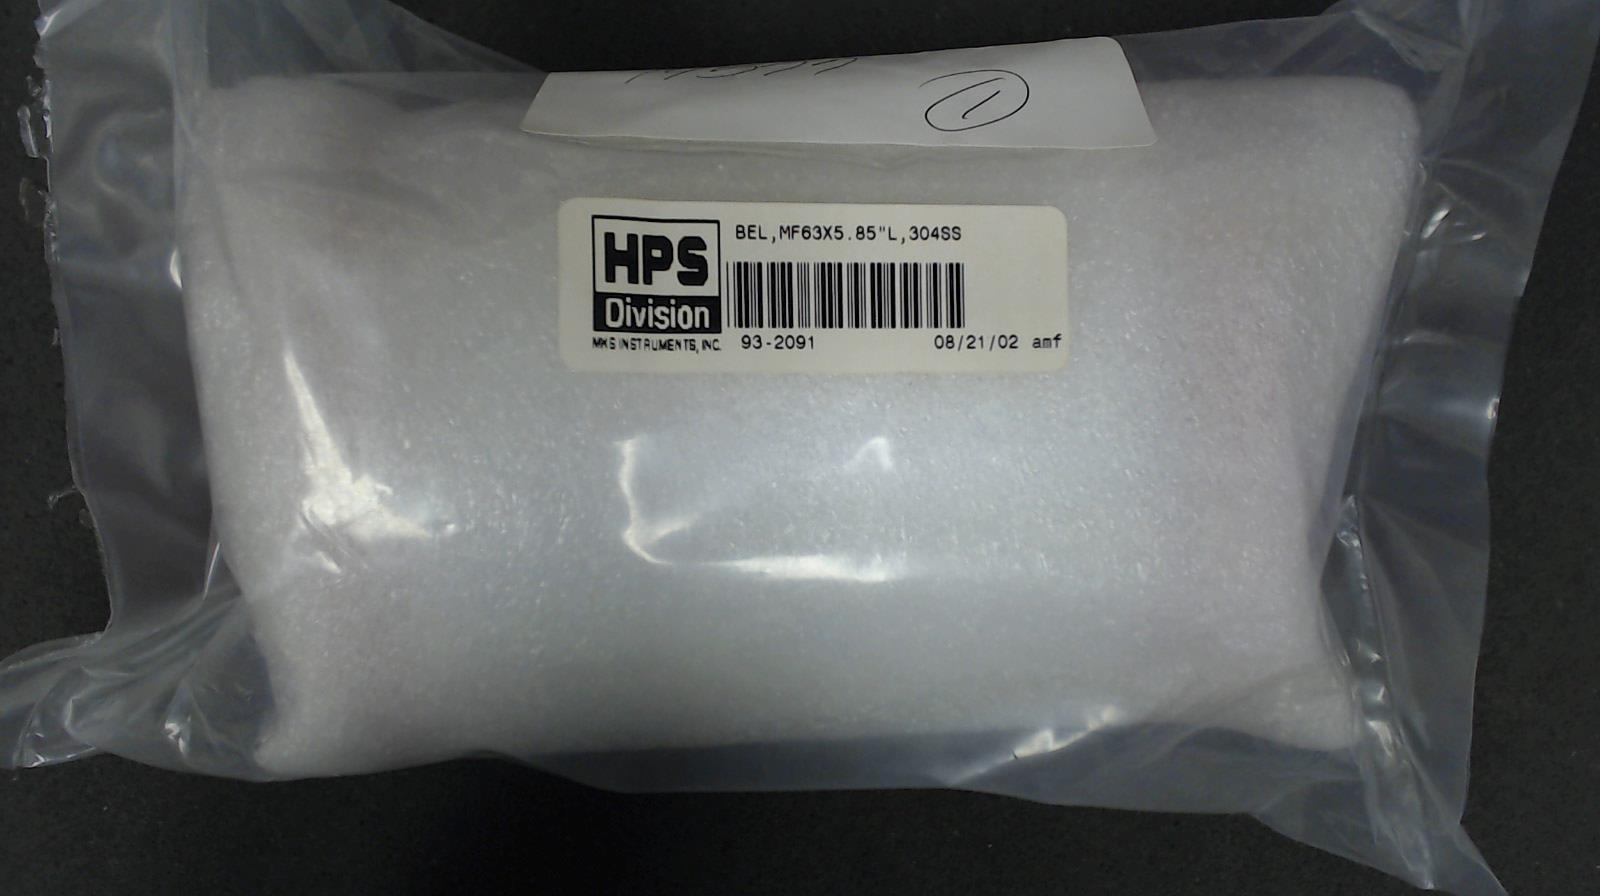 1
HPS
Division
MKS INSTRUMENTS, INC.
BEL,MF63X5.85"L,304SS
93-2091
08/21/02 amf